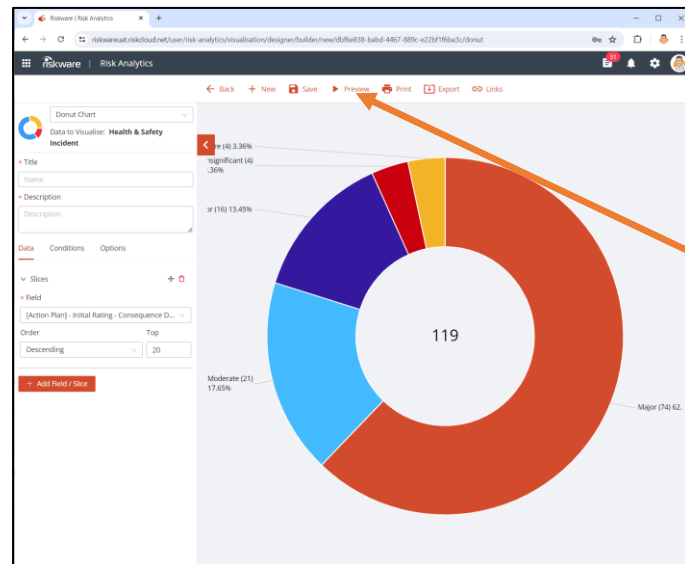 Riskware | Risk Analytics
riskwareuat.riskcloud.net/user/risk-analytics/visualisation/designer/builder/new/dbf6e838-babd-4467-889c-e22bf1f6ba3c/donut
riskware | Risk Analytics
51
Back + New Save Preview Print Export Links
Donut Chart
Data to Visualise: Health & Safety
Incident
* Title
Name
* Description
Description
Data Conditions Options
Slices
* Field
[Action Plan] - Initial Rating - Consequence D...
Order Top
Descending 20
+ Add Field / Slice
re (4) 3.36%
nsignificant (4)
.36%
or (16) 13.45%
Moderate (21)
17.65%
119
Major (74) 62.